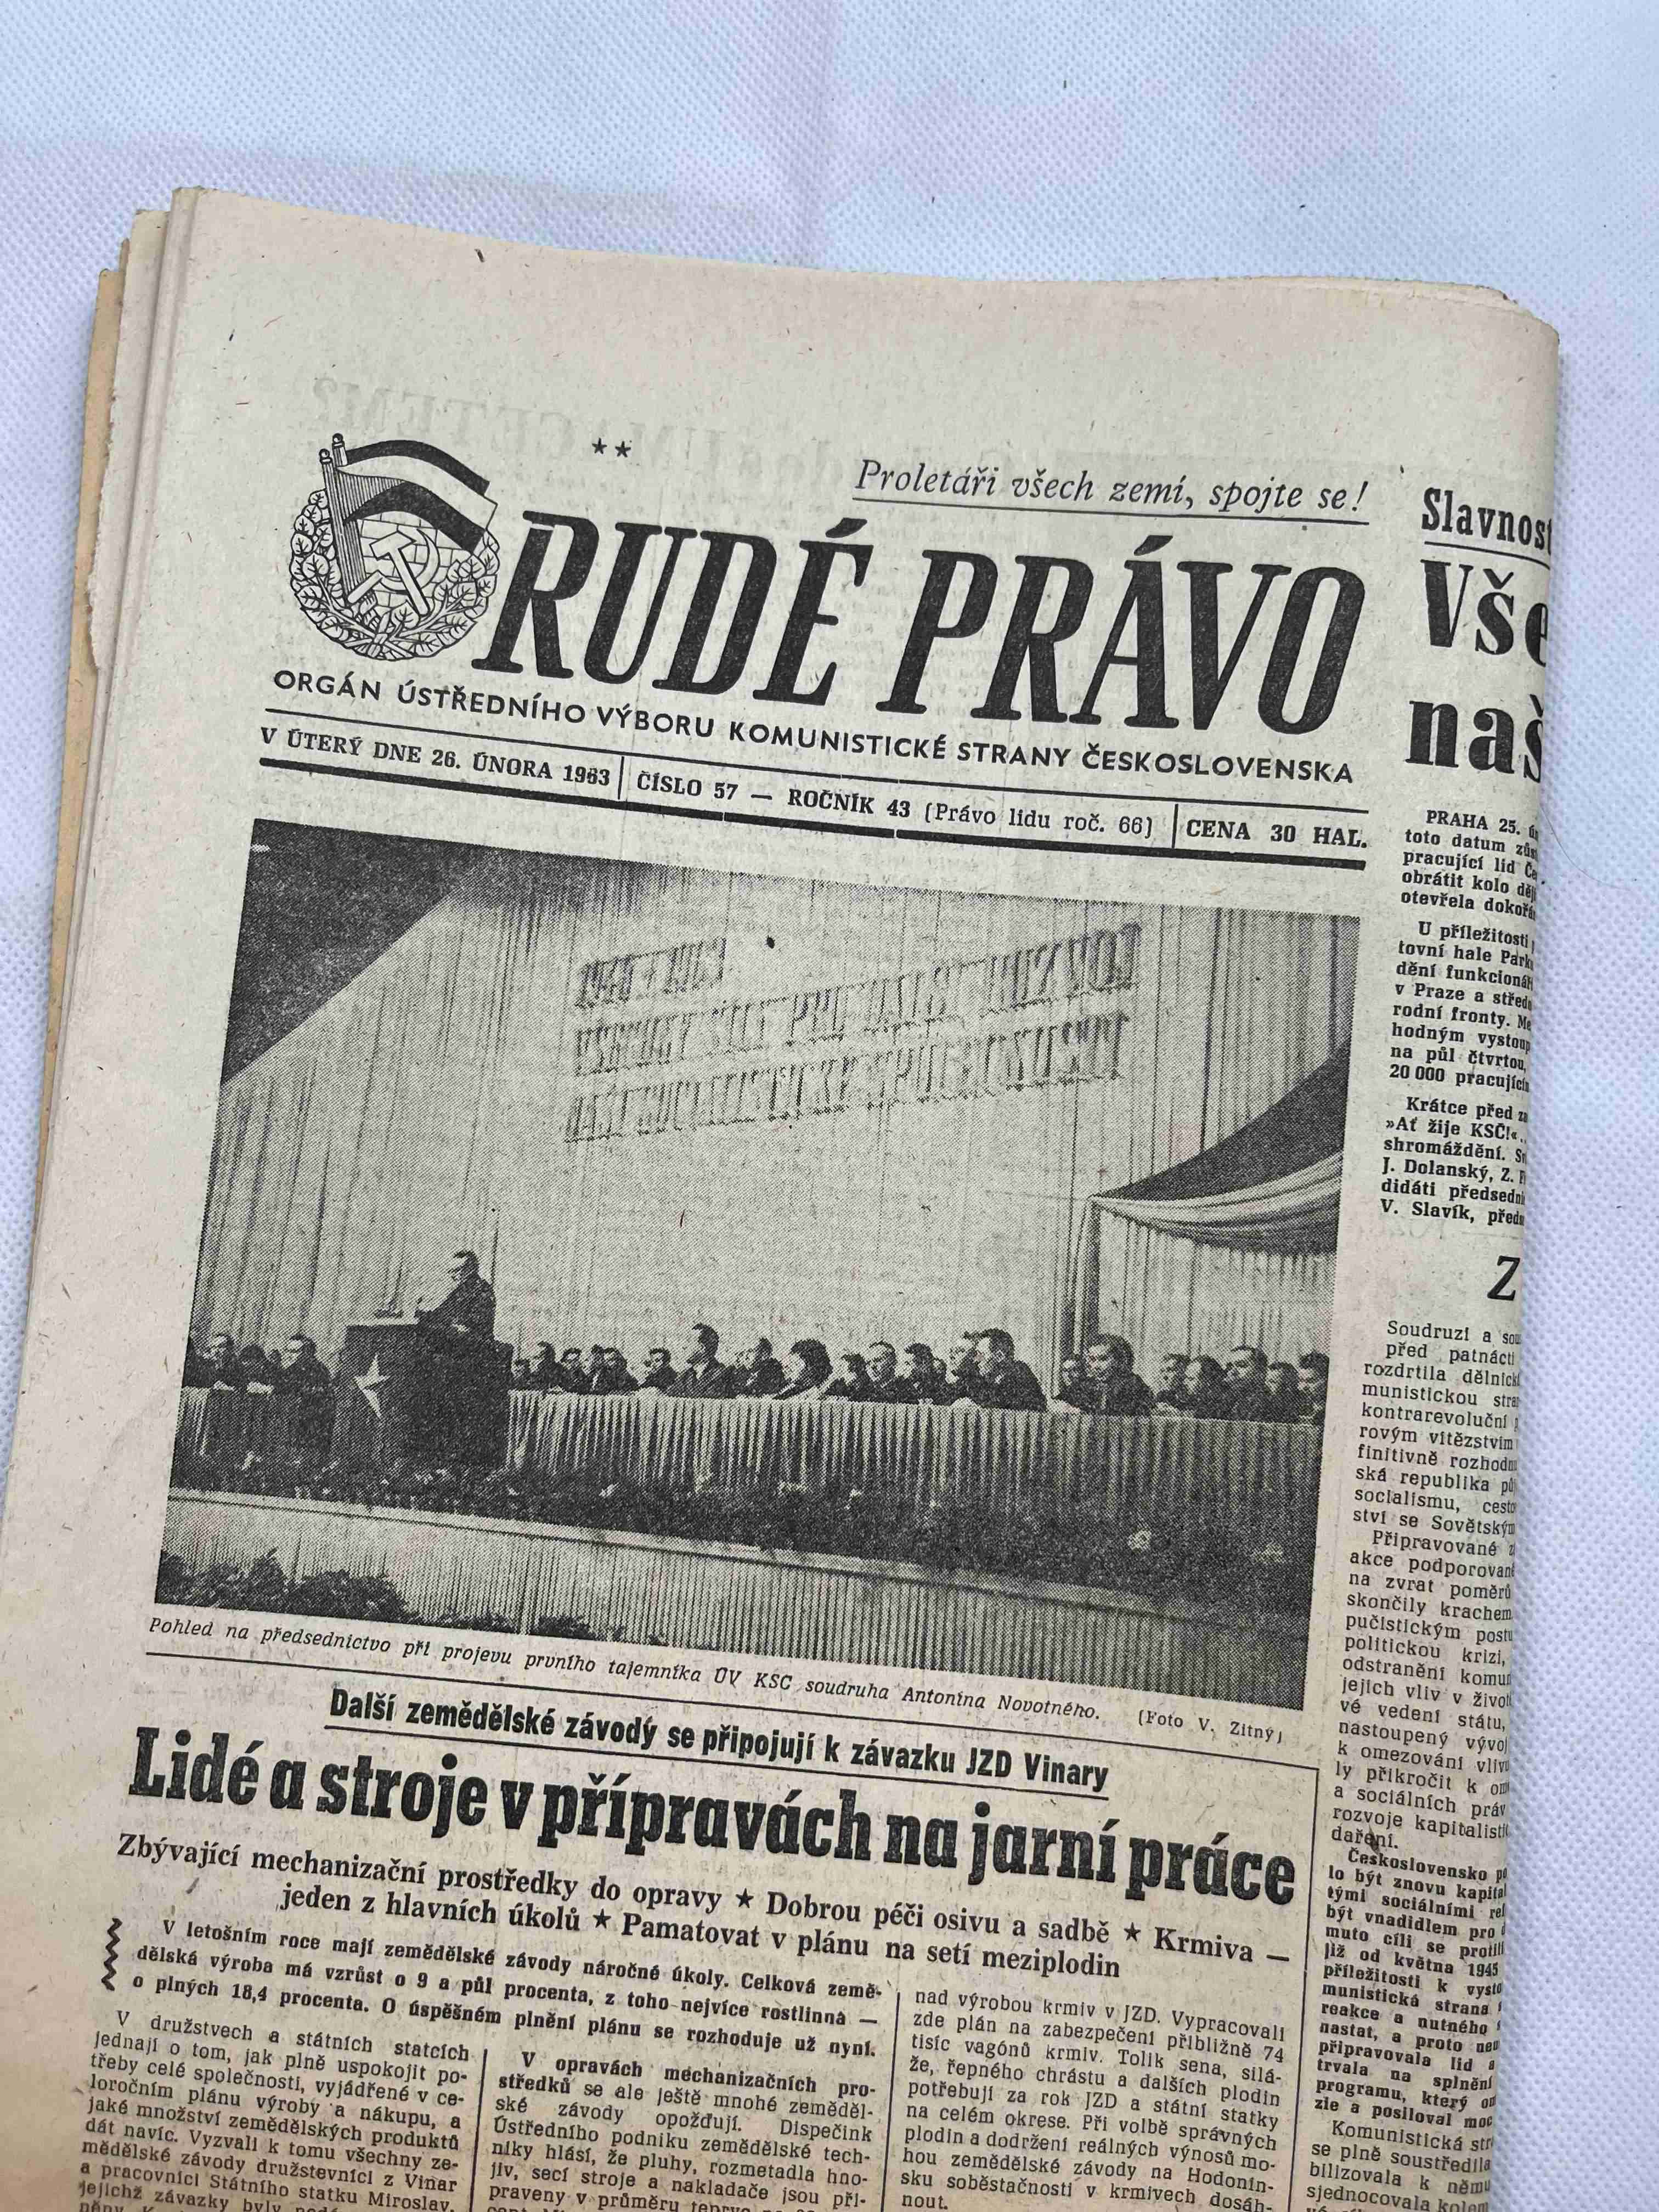 **
Proletáři všech zemí, spojte se!
RUDÉ PRÁVO
ORGÁN ÚSTŘEDNÍHO VÝBORU KOMUNISTICKÉ STRANY ČESKOSLOVENSKA
V ÚTERÝ DNE 26. ÚNORA 1963 ČÍSLO 57 — ROČNÍK 43 (Právo lidu roč. 66) CENA 30 HAL.
Pohled na předsednictvo při projevu prvního tajemníka ÚV KSČ soudruha Antonína Novotného. (Foto V. Žitný)
Další zemědělské závody se připojují k závazku JZD Vinary
Lidé a stroje v přípravách na jarní práce
Zbývající mechanizační prostředky do opravy ★ Dobrou péči osivu a sadbě ★ Krmiva —
jeden z hlavních úkolů ★ Pamatovat v plánu na setí meziplodin
V letošním roce mají zemědělské závody náročné úkoly. Celková země-
dělská výroba má vzrůst o 9 a půl procenta, z toho nejvíce rostlinná —
o plných 18,4 procenta. O úspěšném plnění plánu se rozhoduje už nyní.
V družstvech a státních statcích
jednají o tom, jak plně uspokojit po-
třeby celé společnosti, vyjádřené v ce-
loročním plánu výroby a nákupu, a
jaké množství zemědělských produktů
dát navíc. Vyzvali k tomu všechny ze-
mědělské závody družstevníci z Vinar
a pracovníci Státního statku Miroslav,
jejichž závazky byly
V opravách mechanizačních pro-
středků se ale ještě mnohé zeměděl-
ské závody opožďují. Dispečink
Ústředního podniku zemědělské tech-
niky hlásí, že pluhy, rozmetadla hno-
jiv, secí stroje a nakladače jsou při-
praveny v průměru teprve
nad výrobou krmiv v JZD. Vypracovali
zde plán na zabezpečení přibližně 74
tisíc vagónů krmiv. Tolik sena, silá-
že, řepného chrástu a dalších plodin
potřebují za rok JZD a státní statky
na celém okrese. Při volbě správných
plodin a dodržení reálných výnosů mo-
hou zemědělské závody na Hodonín-
sku soběstačnosti v krmivech dosáh-
nout.
Slavnost
Vše
naš
PRAHA 25.
toto datum
pracující lid
obrátit kolo
otevřela
U příležitosti
tovní hale
dění
v Praze a
rodní fronty.
hodným
na půl čtvrtou,
20 000
Krátce před
»Ať žije KSČ!«
shromáždění.
J. Dolanský, Z.
didáti
V. Slavík,
Z
Soudruzi a
před patnácti
rozdrtila
munistickou
kontrarevoluční
rovým vítězstvím
finitivně
ská republika
socialismu,
ství se
Připravované
akce
na zvrat poměrů
skončily krachem
pučistickým
politickou krizi,
odstranění
jejich vliv v
vé vedení státu,
nastoupený
k omezování
ly přikročit k
a sociálních práv
rozvoje
daření.
Československo
lo být znovu
tými sociálními
být vnadidlem pro
muto cíli se
již od května 1945
příležitosti k
munistická strana
reakce a nutného
nastat, a proto
připravovala lid
trvala na splnění
programu, který
zie a posiloval moc
Komunistická
se plně soustředila
bilizovala k němu
sjednocovala kolem